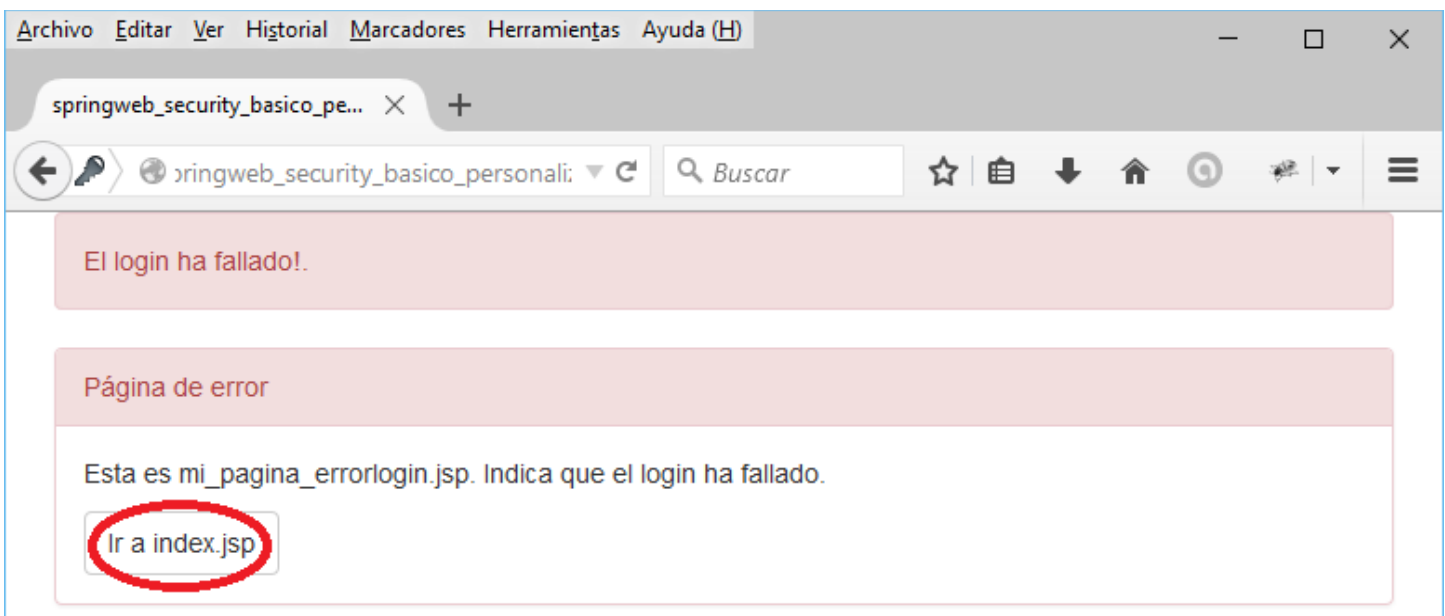 Archivo Editar Ver Historial Marcadores Herramientas Ayuda (H)
springweb_security_basico_pe...
pringweb_security_basico_personali: Buscar
El login ha fallado!.
Página de error
Esta es mi_pagina_errorlogin.jsp. Indica que el login ha fallado.
Ir a index.jsp